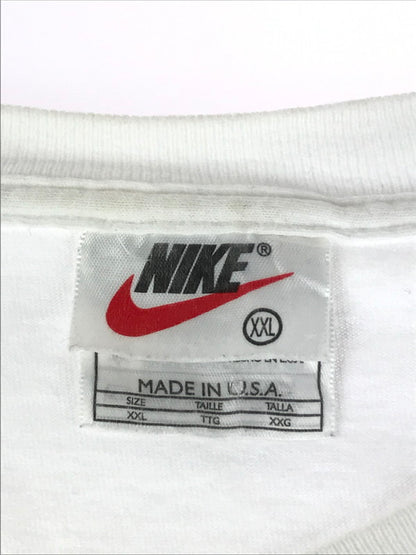 NIKE®
XXL
MADE IN U.S.A.
SIZE TAILLE TALLA
XXL TTG XXG